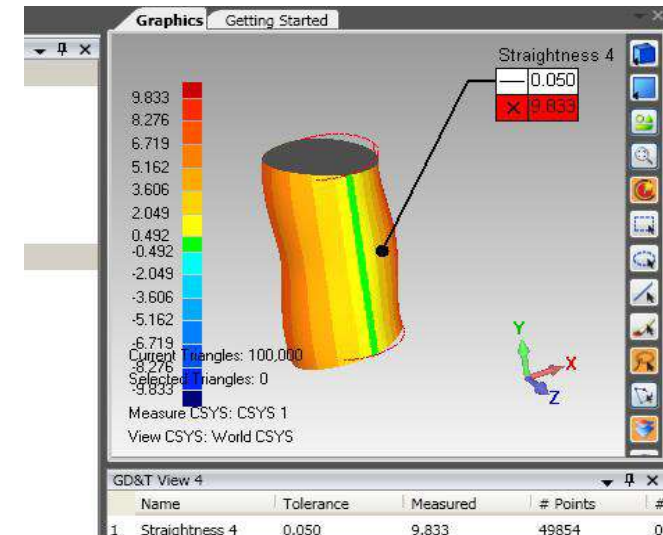 Graphics Getting Started
Straightness 4
0.050
9.833
9.833
8.276
6.719
5.162
3.606
2.049
0.492
-0.492
-2.049
-3.606
-5.162
-6.719
Current Triangles: 100,000
-8.276
Selected Triangles: 0
-9.833
Measure CSYS: CSYS 1
View CSYS: World CSYS
Y
X
Z
GD&T View 4
Name Tolerance Measured # Points #
1 Straightness 4 0.050 9.833 49854 0